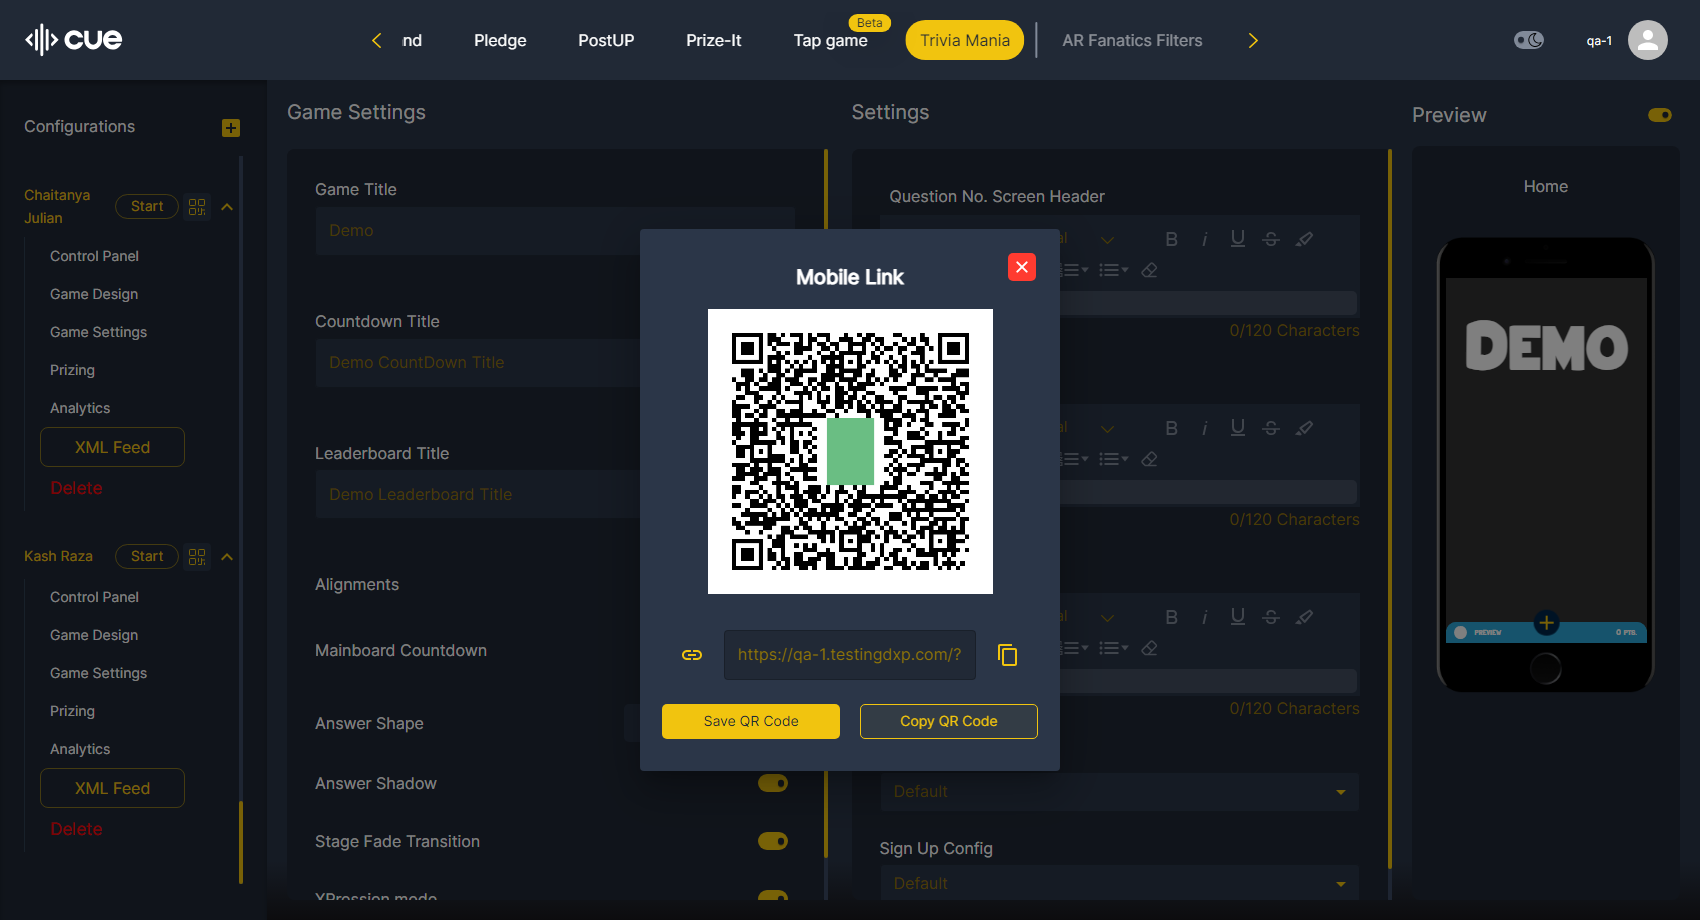 cue
nd
Pledge
PostUP
Prize-It
Tap game
Beta
Trivia Mania
AR Fanatics Filters
qa-1
Configurations
Chaitanya
Julian
Start
Control Panel
Game Design
Game Settings
Prizing
Analytics
XML Feed
Delete
Kash Raza
Start
Control Panel
Game Design
Game Settings
Prizing
Analytics
XML Feed
Delete
Game Settings
Game Title
Demo
Countdown Title
Demo CountDown Title
Leaderboard Title
Demo Leaderboard Title
Alignments
Mainboard Countdown
Answer Shape
Answer Shadow
Stage Fade Transition
XPression mode
Mobile Link
https://qa-1.testingdxp.com/?
Save QR Code
Copy QR Code
Settings
Question No. Screen Header
al
B i U S
0/120 Characters
al
B i U S
0/120 Characters
al
B i U S
0/120 Characters
Default
Sign Up Config
Default
Preview
Home
DEMO
PREVIEW
0 PTS.